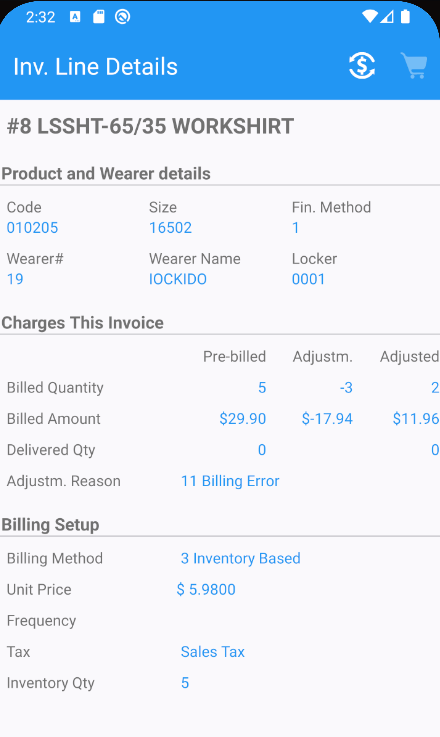 2:32
Inv. Line Details
#8 LSSHT-65/35 WORKSHIRT
Product and Wearer details
Code Size Fin. Method
010205 16502 1
Wearer# Wearer Name Locker
19 IOCKIDO 0001
Charges This Invoice
Pre-billed Adjustm. Adjusted
Billed Quantity 5 -3 2
Billed Amount $29.90 $-17.94 $11.96
Delivered Qty 0 0
Adjustm. Reason 11 Billing Error
Billing Setup
Billing Method 3 Inventory Based
Unit Price $ 5.9800
Frequency
Tax Sales Tax
Inventory Qty 5